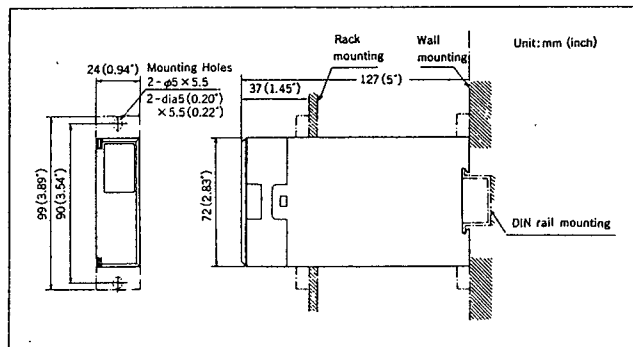 Rack
mounting
Wall
mounting
Unit: mm (inch)
24 (0.94")
Mounting Holes
2-φ5×5.5
2-dia5(0.20")
×5.5(0.22")
127 (5")
37 (1.45")
99 (3.89")
90 (3.54")
72 (2.83")
DIN rail mounting